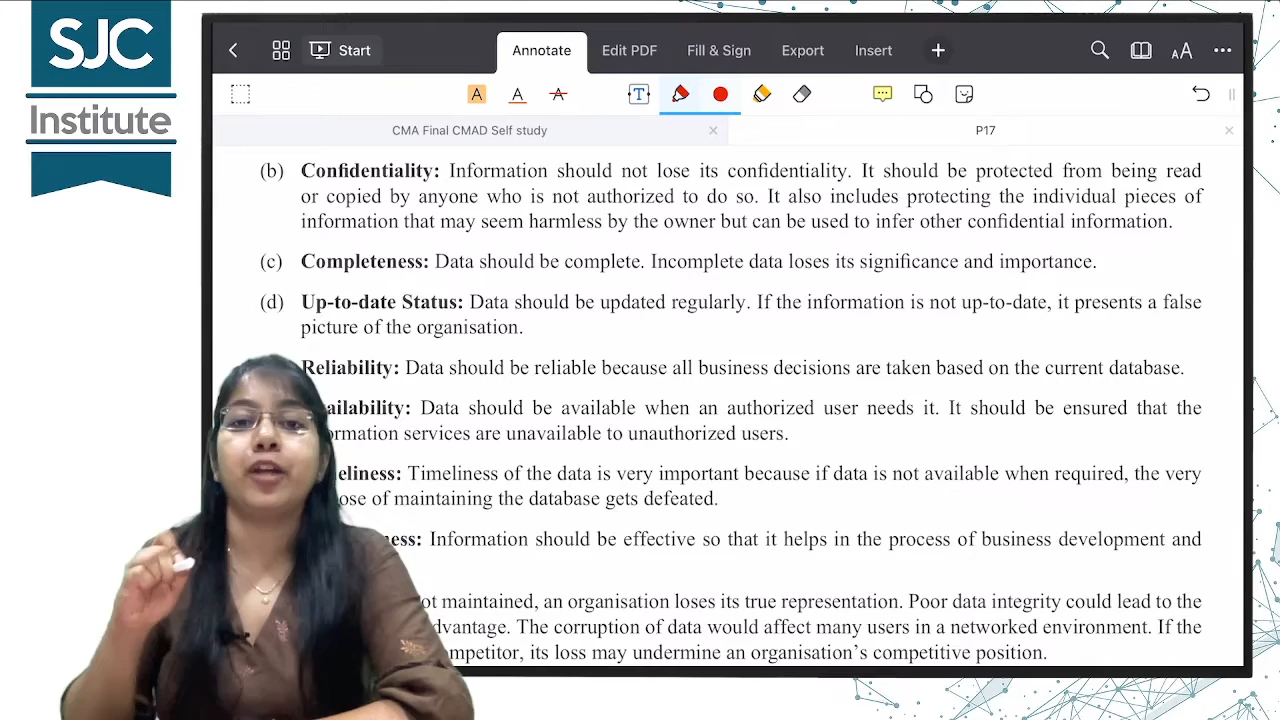 SJC
Institute
Start
Annotate
Edit PDF
Fill & Sign
Export
Insert
CMA Final CMAD Self study
P17
(b) Confidentiality: Information should not lose its confidentiality. It should be protected from being read
or copied by anyone who is not authorized to do so. It also includes protecting the individual pieces of
information that may seem harmless by the owner but can be used to infer other confidential information.
(c) Completeness: Data should be complete. Incomplete data loses its significance and importance.
(d) Up-to-date Status: Data should be updated regularly. If the information is not up-to-date, it presents a false
picture of the organisation.
Reliability: Data should be reliable because all business decisions are taken based on the current database.
ailability: Data should be available when an authorized user needs it. It should be ensured that the
ormation services are unavailable to unauthorized users.
eliness: Timeliness of the data is very important because if data is not available when required, the very
ose of maintaining the database gets defeated.
ness: Information should be effective so that it helps in the process of business development and
ot maintained, an organisation loses its true representation. Poor data integrity could lead to the
dvantage. The corruption of data would affect many users in a networked environment. If the
mpetitor, its loss may undermine an organisation's competitive position.